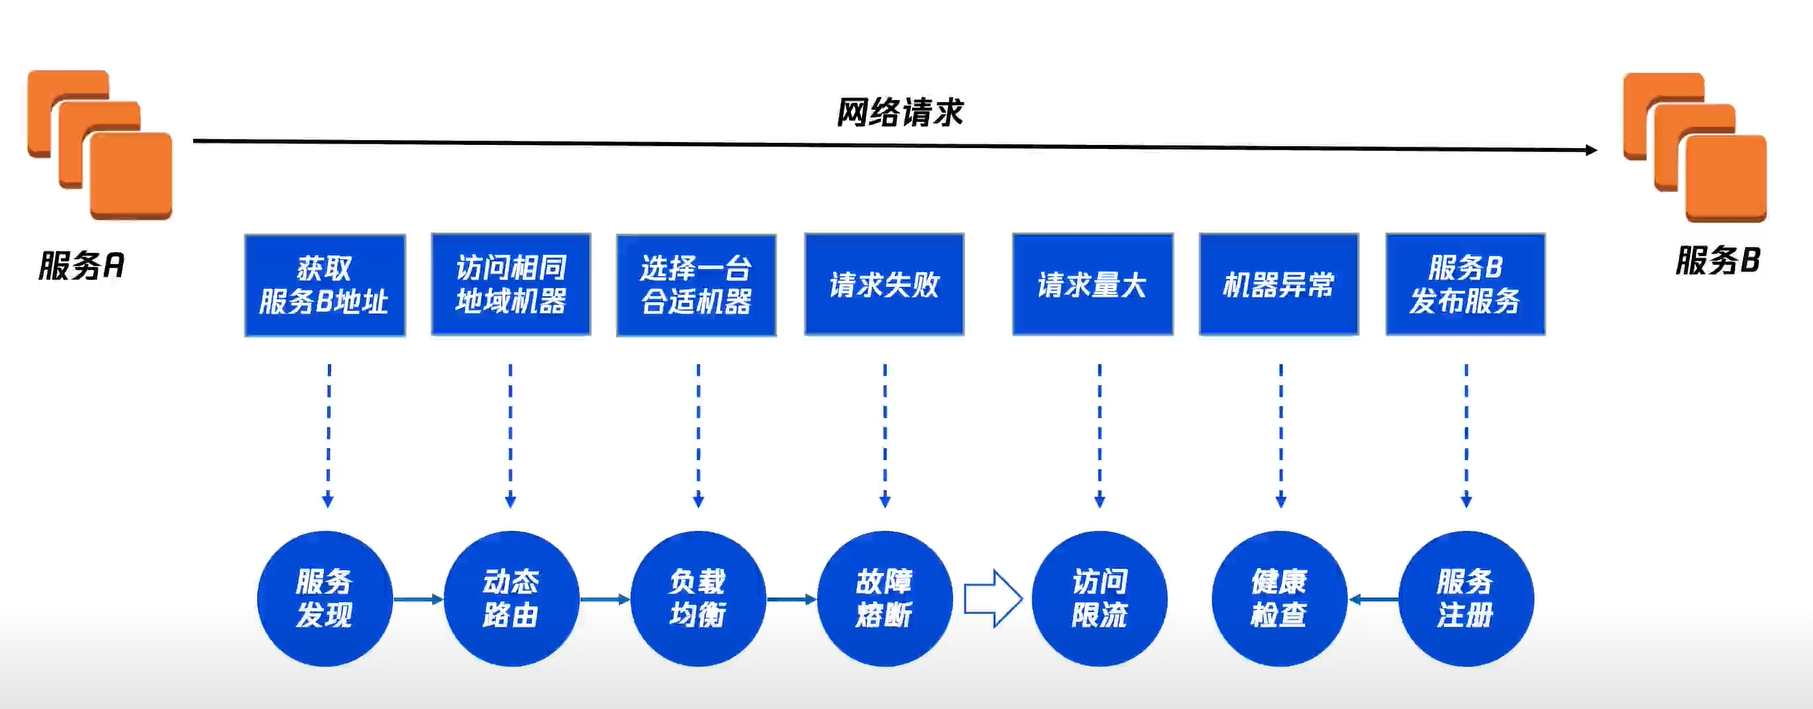 网络请求
服务A
服务B
获取
服务B地址
访问相同
地域机器
选择一台
合适机器
请求失败
请求量大
机器异常
服务B
发布服务
服务
发现
动态
路由
负载
均衡
故障
熔断
访问
限流
健康
检查
服务
注册